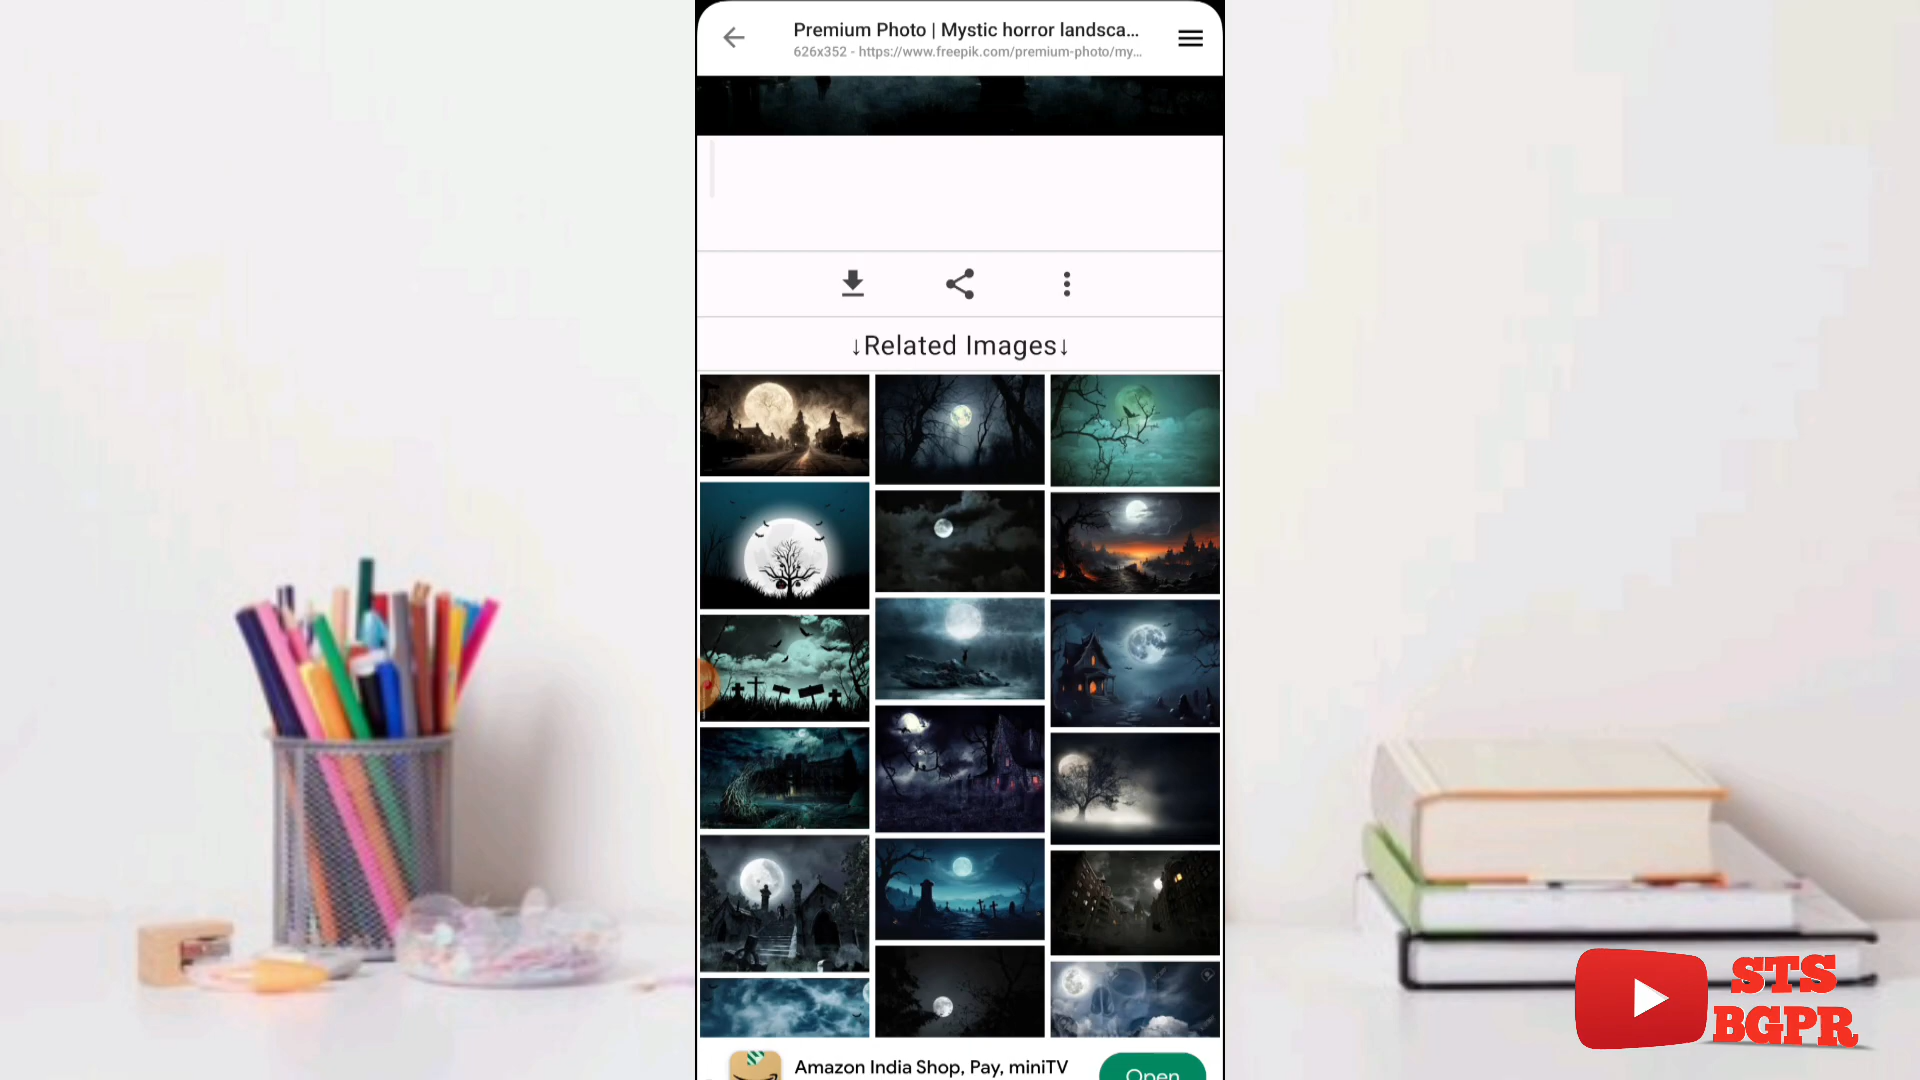 Premium Photo | Mystic horror landsca...
626x352 - https://www.freepik.com/premium-photo/my...
↓Related Images↓
Amazon India Shop, Pay, miniTV
Open
STS
BGPR